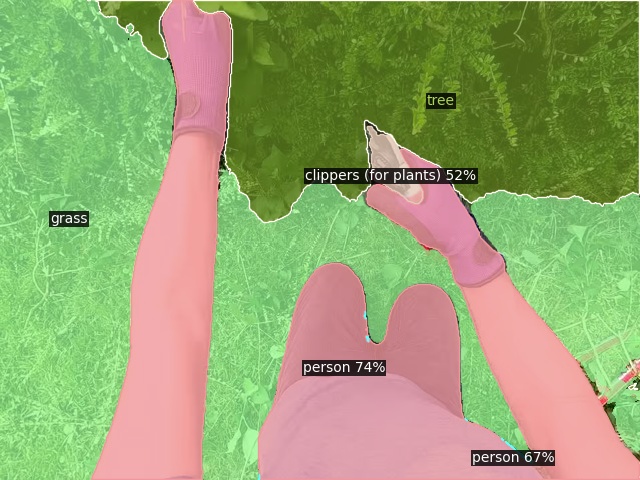 tree
clippers (for plants) 52%
grass
person 74%
person 67%